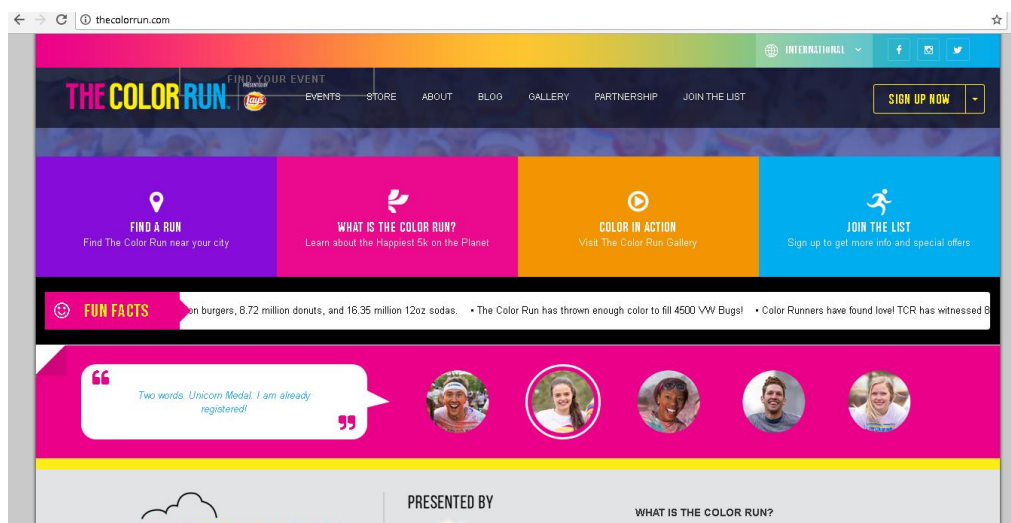 thecolorrun.com
INTERNATIONAL
FIND YOUR EVENT
THE COLOR RUN.
PRESENTED BY
Lay's
EVENTS STORE ABOUT BLOG GALLERY PARTNERSHIP JOIN THE LIST
SIGN UP NOW
FIND A RUN
Find The Color Run near your city
WHAT IS THE COLOR RUN?
Learn about the Happiest 5k on the Planet
COLOR IN ACTION
Visit The Color Run Gallery
JOIN THE LIST
Sign up to get more info and special offers
FUN FACTS
on burgers, 8.72 million donuts, and 16.35 million 12oz sodas. • The Color Run has thrown enough color to fill 4500 VW Bugs! • Color Runners have found love! TCR has witnessed 8
Two words. Unicorn Medal. I am already
registered!
PRESENTED BY
WHAT IS THE COLOR RUN?